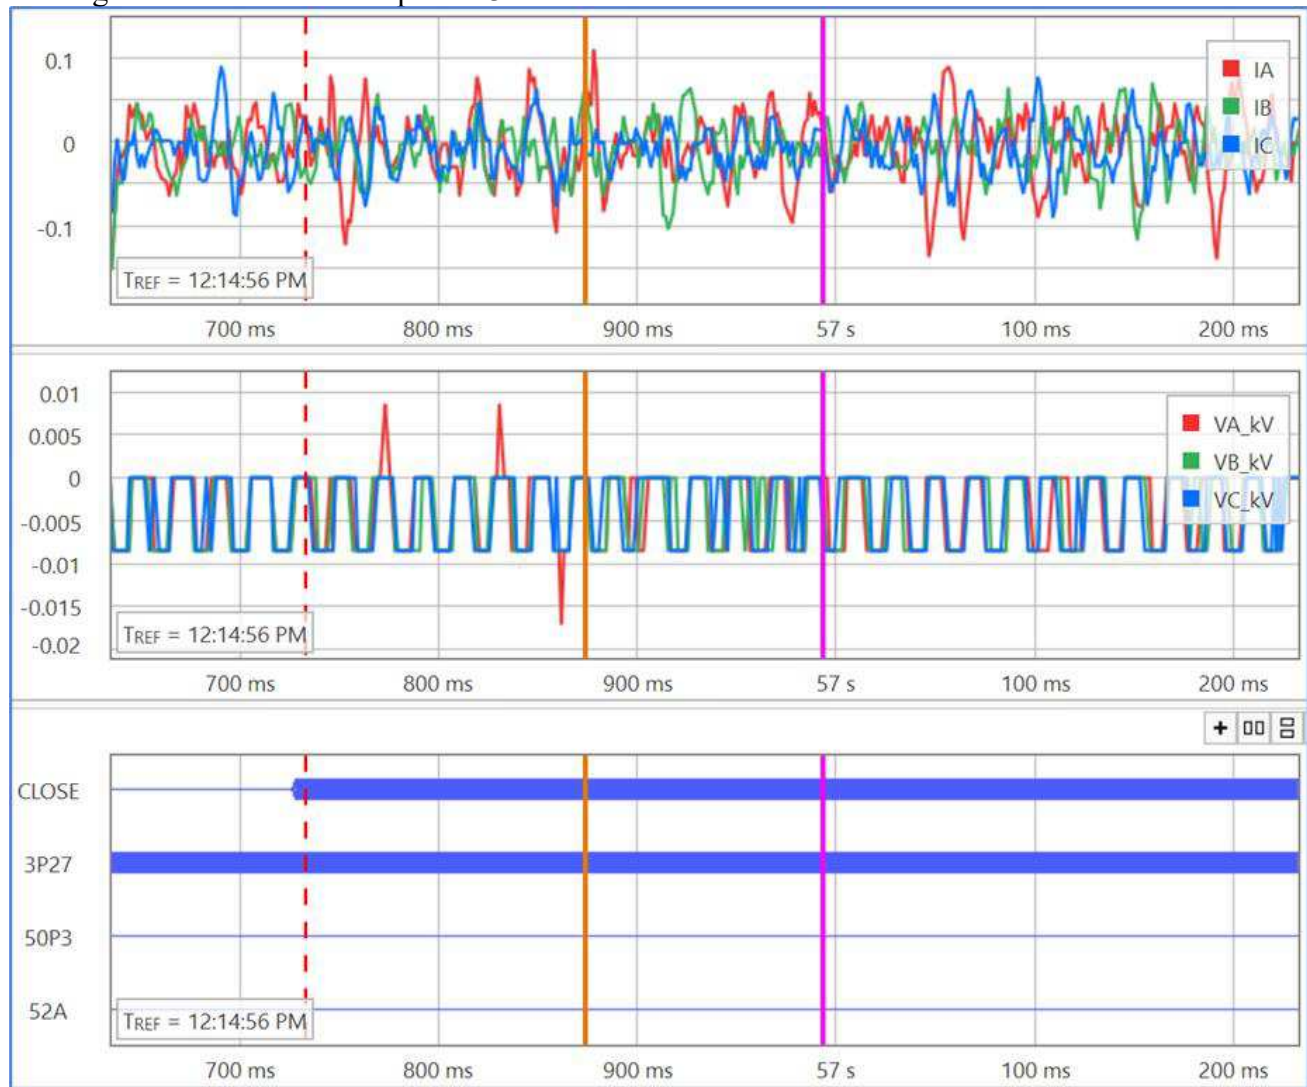 0.1
0
-0.1
IA
IB
IC
TREF = 12:14:56 PM
700 ms 800 ms 900 ms 57 s 100 ms 200 ms
0.01
0.005
0
-0.005
-0.01
-0.015
-0.02
VA_kV
VB_kV
VC_kV
TREF = 12:14:56 PM
700 ms 800 ms 900 ms 57 s 100 ms 200 ms
CLOSE
3P27
50P3
52A
TREF = 12:14:56 PM
700 ms 800 ms 900 ms 57 s 100 ms 200 ms